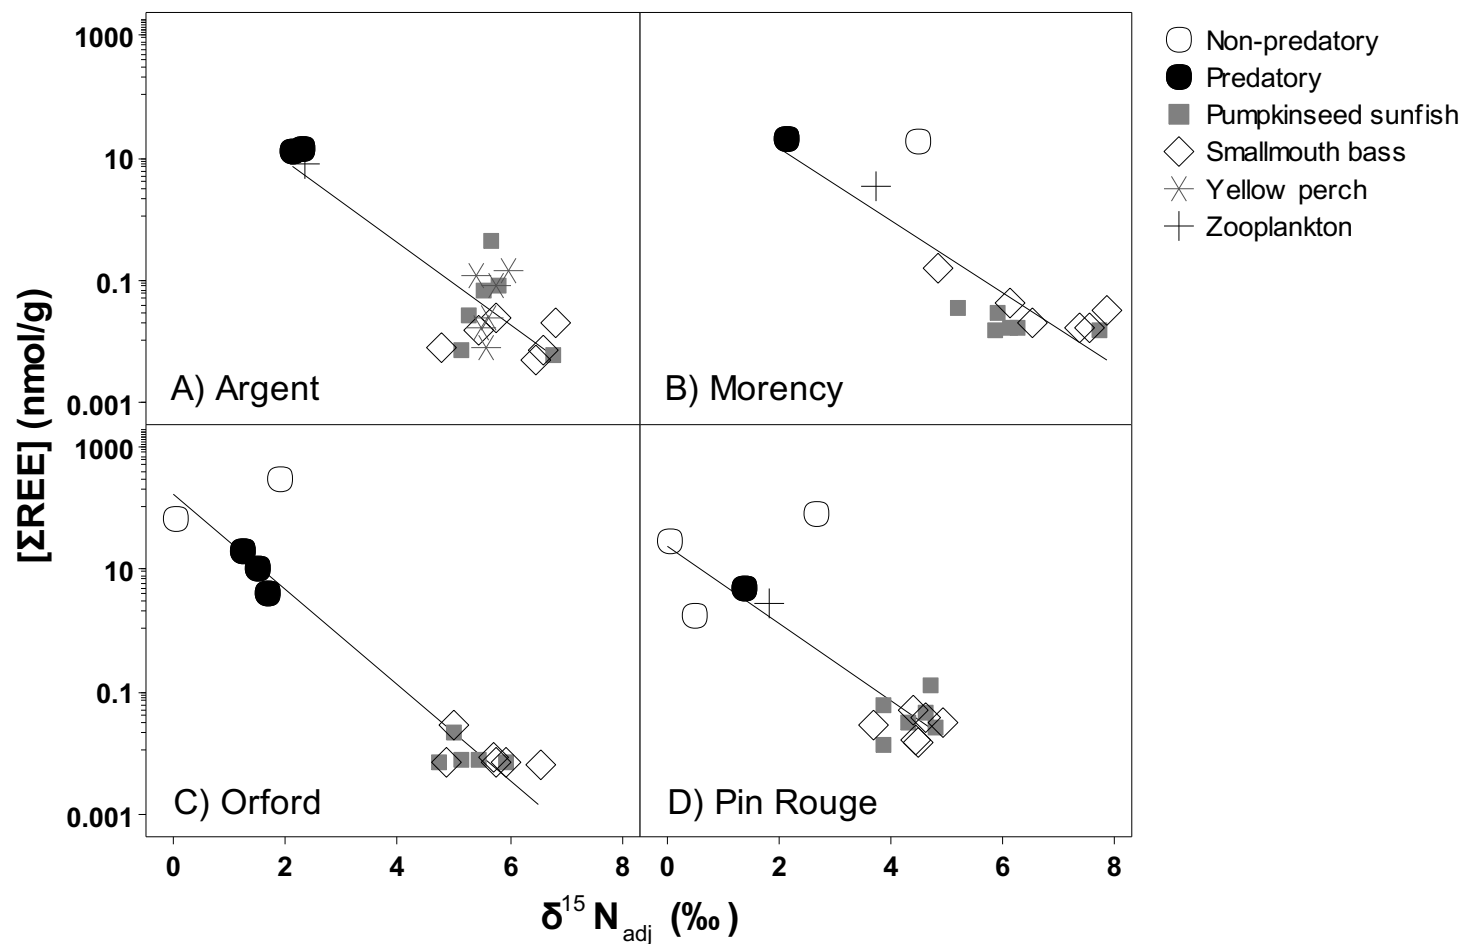 1000
10
0.1
0.001
A) Argent
B) Morency
1000
10
0.1
0.001
C) Orford
D) Pin Rouge
0 2 4 6 8 0 2 4 6 8
[ΣREE] (nmol/g)
δ15 Nadj (‰)
Non-predatory
Predatory
Pumpkinseed sunfish
Smallmouth bass
Yellow perch
Zooplankton